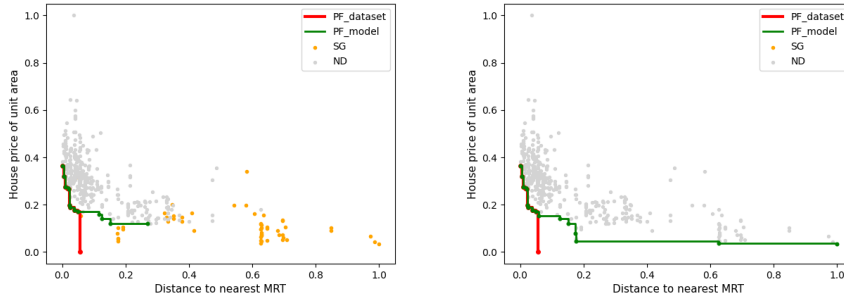 PF_dataset
PF_model
SG
ND
House price of unit area
1.0
0.8
0.6
0.4
0.2
0.0
0.0 0.2 0.4 0.6 0.8 1.0
Distance to nearest MRT
PF_dataset
PF_model
SG
ND
House price of unit area
1.0
0.8
0.6
0.4
0.2
0.0
0.0 0.2 0.4 0.6 0.8 1.0
Distance to nearest MRT